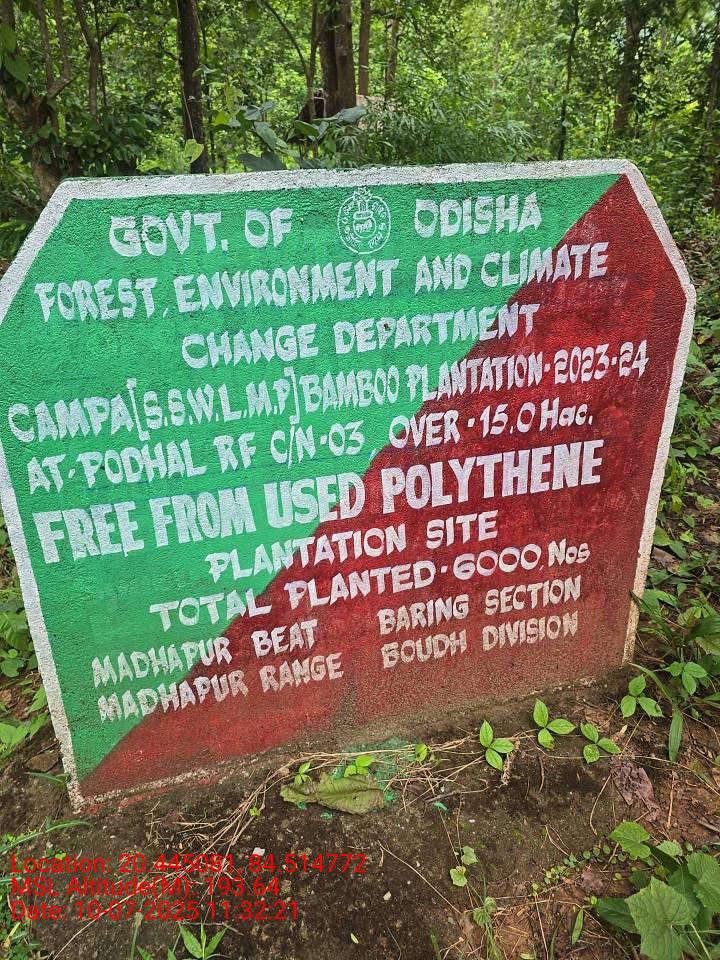 GOVT. OF ODISHA
FOREST, ENVIRONMENT AND CLIMATE
CHANGE DEPARTMENT
CAMPA[S.S.W.L.M.P] BAMBOO PLANTATION-2023-24
AT-PODHAL RF C/N-03, OVER-15.0 Hac.
FREE FROM USED POLYTHENE
PLANTATION SITE
TOTAL PLANTED-6000 Nos
MADHAPUR BEAT BARING SECTION
MADHAPUR RANGE BOUDH DIVISION
Location: 20.445091, 84.514772
MSL Altitude(M): 193.64
Date: 10-07-2025 11:32:21